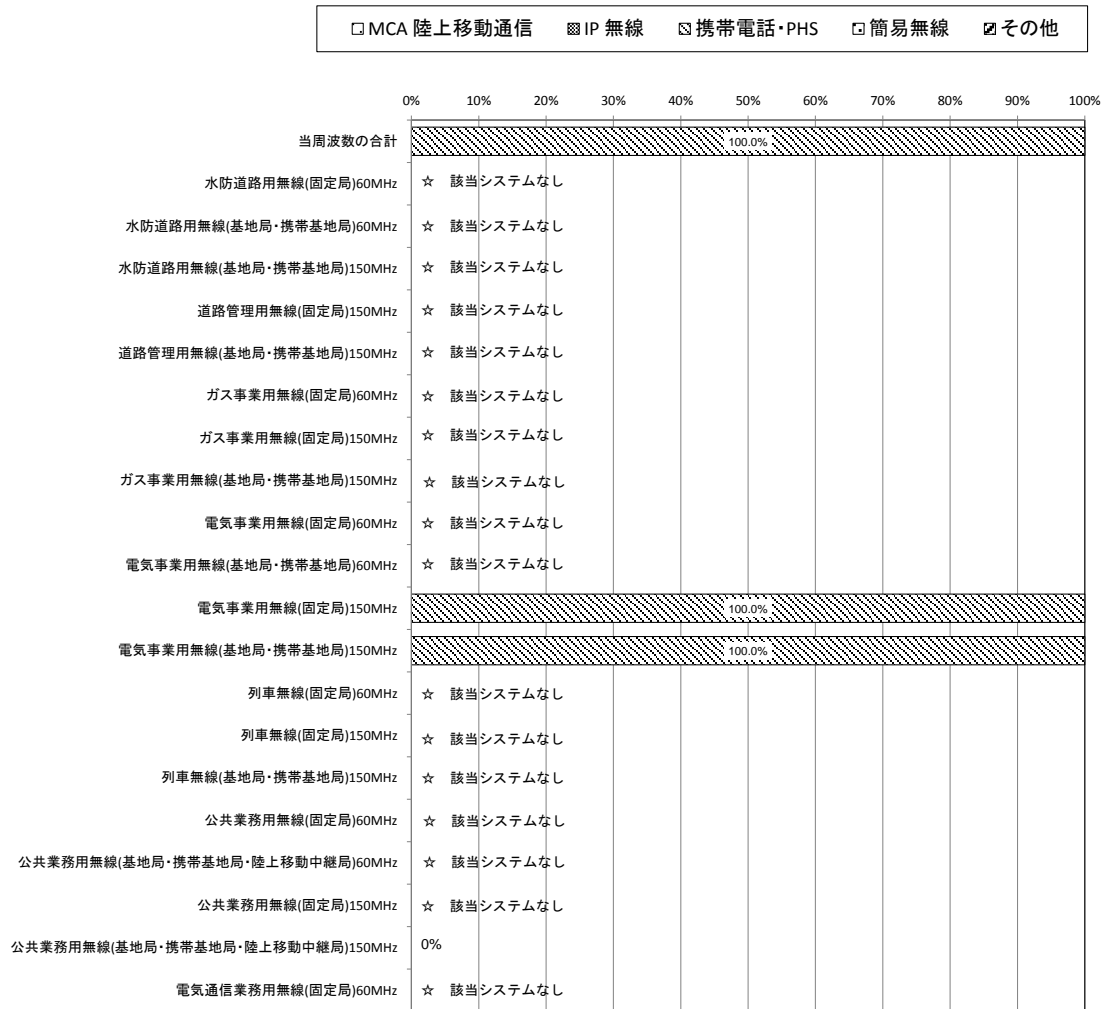 MCA 陸上移動通信 IP 無線 携帯電話・PHS 簡易無線 その他
0% 10% 20% 30% 40% 50% 60% 70% 80% 90% 100%
当周波数の合計 100.0%
水防道路用無線(固定局)60MHz ☆ 該当システムなし
水防道路用無線(基地局・携帯基地局)60MHz ☆ 該当システムなし
水防道路用無線(基地局・携帯基地局)150MHz ☆ 該当システムなし
道路管理用無線(固定局)150MHz ☆ 該当システムなし
道路管理用無線(基地局・携帯基地局)150MHz ☆ 該当システムなし
ガス事業用無線(固定局)60MHz ☆ 該当システムなし
ガス事業用無線(固定局)150MHz ☆ 該当システムなし
ガス事業用無線(基地局・携帯基地局)150MHz ☆ 該当システムなし
電気事業用無線(固定局)60MHz ☆ 該当システムなし
電気事業用無線(基地局・携帯基地局)60MHz ☆ 該当システムなし
電気事業用無線(固定局)150MHz 100.0%
電気事業用無線(基地局・携帯基地局)150MHz 100.0%
列車無線(固定局)60MHz ☆ 該当システムなし
列車無線(固定局)150MHz ☆ 該当システムなし
列車無線(基地局・携帯基地局)150MHz ☆ 該当システムなし
公共業務用無線(固定局)60MHz ☆ 該当システムなし
公共業務用無線(基地局・携帯基地局・陸上移動中継局)60MHz ☆ 該当システムなし
公共業務用無線(固定局)150MHz ☆ 該当システムなし
公共業務用無線(基地局・携帯基地局・陸上移動中継局)150MHz 0%
電気通信業務用無線(固定局)60MHz ☆ 該当システムなし